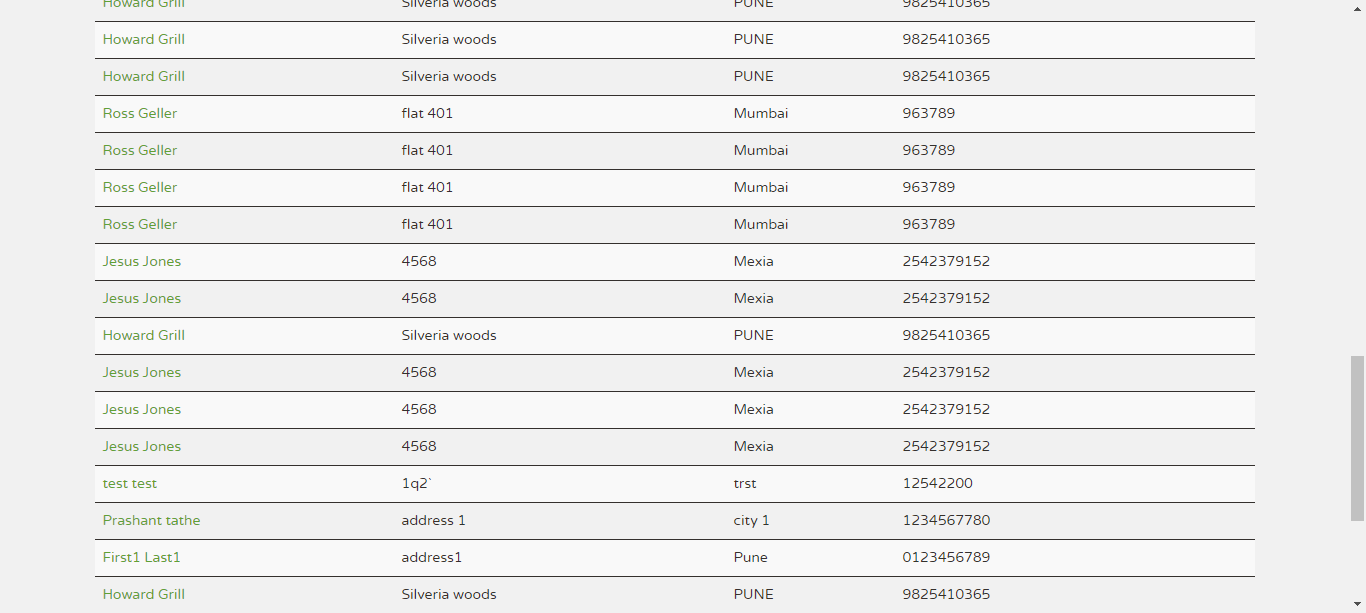 Howard Grill Silveria woods PUNE 9825410365
Howard Grill Silveria woods PUNE 9825410365
Howard Grill Silveria woods PUNE 9825410365
Ross Geller flat 401 Mumbai 963789
Ross Geller flat 401 Mumbai 963789
Ross Geller flat 401 Mumbai 963789
Ross Geller flat 401 Mumbai 963789
Jesus Jones 4568 Mexia 2542379152
Jesus Jones 4568 Mexia 2542379152
Howard Grill Silveria woods PUNE 9825410365
Jesus Jones 4568 Mexia 2542379152
Jesus Jones 4568 Mexia 2542379152
Jesus Jones 4568 Mexia 2542379152
test test 1q2` trst 12542200
Prashant tathe address 1 city 1 1234567780
First1 Last1 address1 Pune 0123456789
Howard Grill Silveria woods PUNE 9825410365